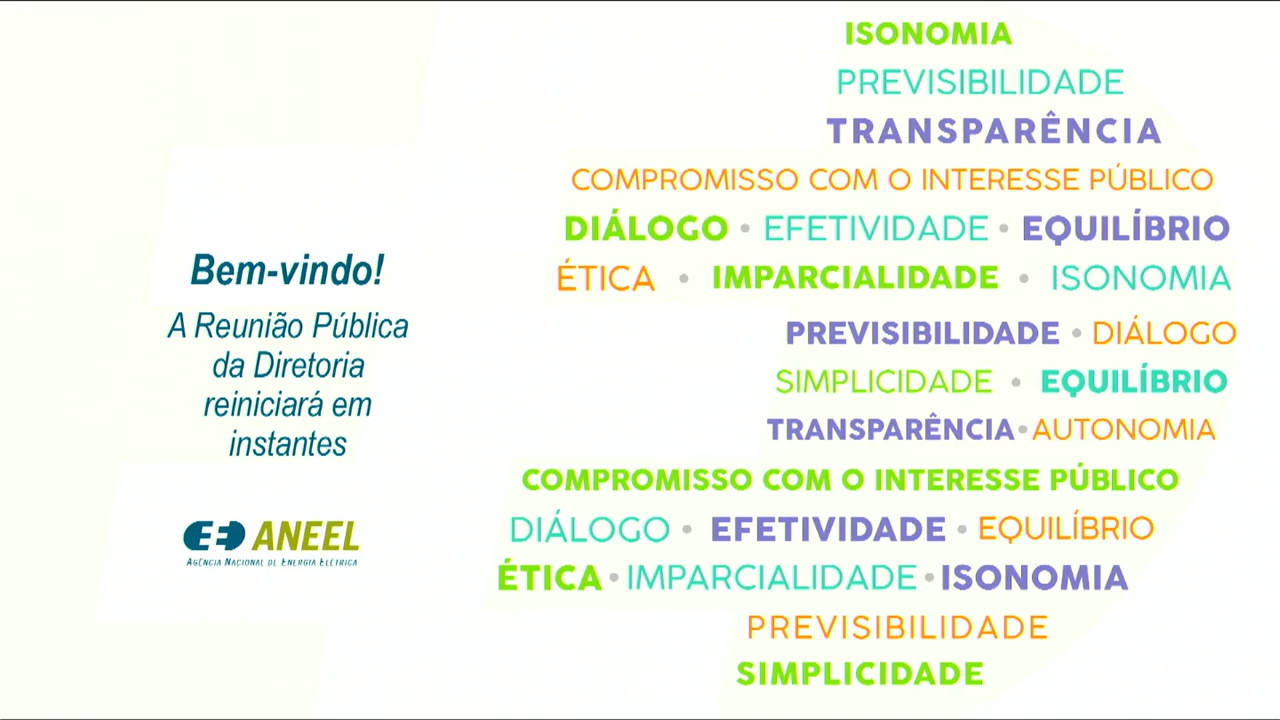 Bem-vindo!
A Reunião Pública
da Diretoria
reiniciará em
instantes
ANEEL
AGÊNCIA NACIONAL DE ENERGIA ELÉTRICA
ISONOMIA
PREVISIBILIDADE
TRANSPARÊNCIA
COMPROMISSO COM O INTERESSE PÚBLICO
DIÁLOGO • EFETIVIDADE • EQUILÍBRIO
ÉTICA • IMPARCIALIDADE • ISONOMIA
PREVISIBILIDADE • DIÁLOGO
SIMPLICIDADE • EQUILÍBRIO
TRANSPARÊNCIA • AUTONOMIA
COMPROMISSO COM O INTERESSE PÚBLICO
DIÁLOGO • EFETIVIDADE • EQUILÍBRIO
ÉTICA • IMPARCIALIDADE • ISONOMIA
PREVISIBILIDADE
SIMPLICIDADE